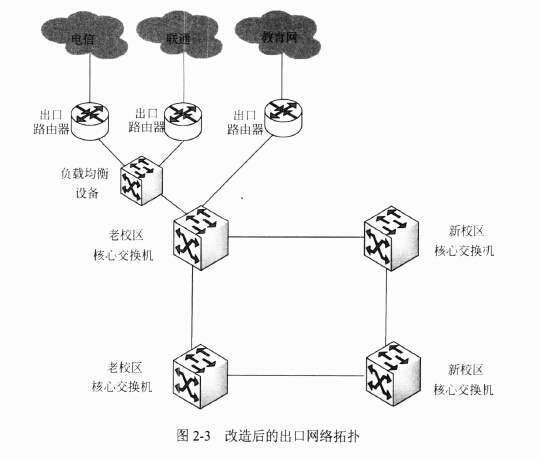 电信
联通
教育网
出口
路由器
出口
路由器
出口
路由器
负载均衡
设备
老校区
核心交换机
新校区
核心交换机
老校区
核心交换机
新校区
核心交换机
图 2-3 改造后的出口网络拓扑